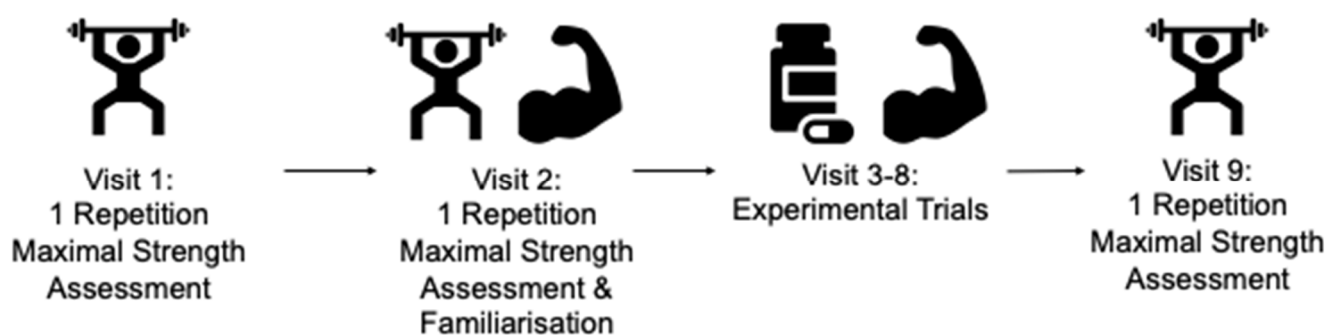 Visit 1:
1 Repetition
Maximal Strength
Assessment
Visit 2:
1 Repetition
Maximal Strength
Assessment &
Familiarisation
Visit 3-8:
Experimental Trials
Visit 9:
1 Repetition
Maximal Strength
Assessment